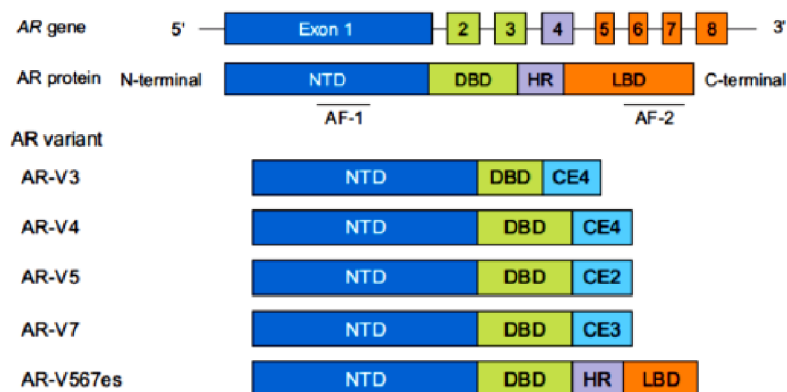 AR gene 5' Exon 1 2 3 4 5 6 7 8 3'
AR protein N-terminal NTD DBD HR LBD C-terminal
AF-1 AF-2
AR variant
AR-V3 NTD DBD CE4
AR-V4 NTD DBD CE4
AR-V5 NTD DBD CE2
AR-V7 NTD DBD CE3
AR-V567es NTD DBD HR LBD